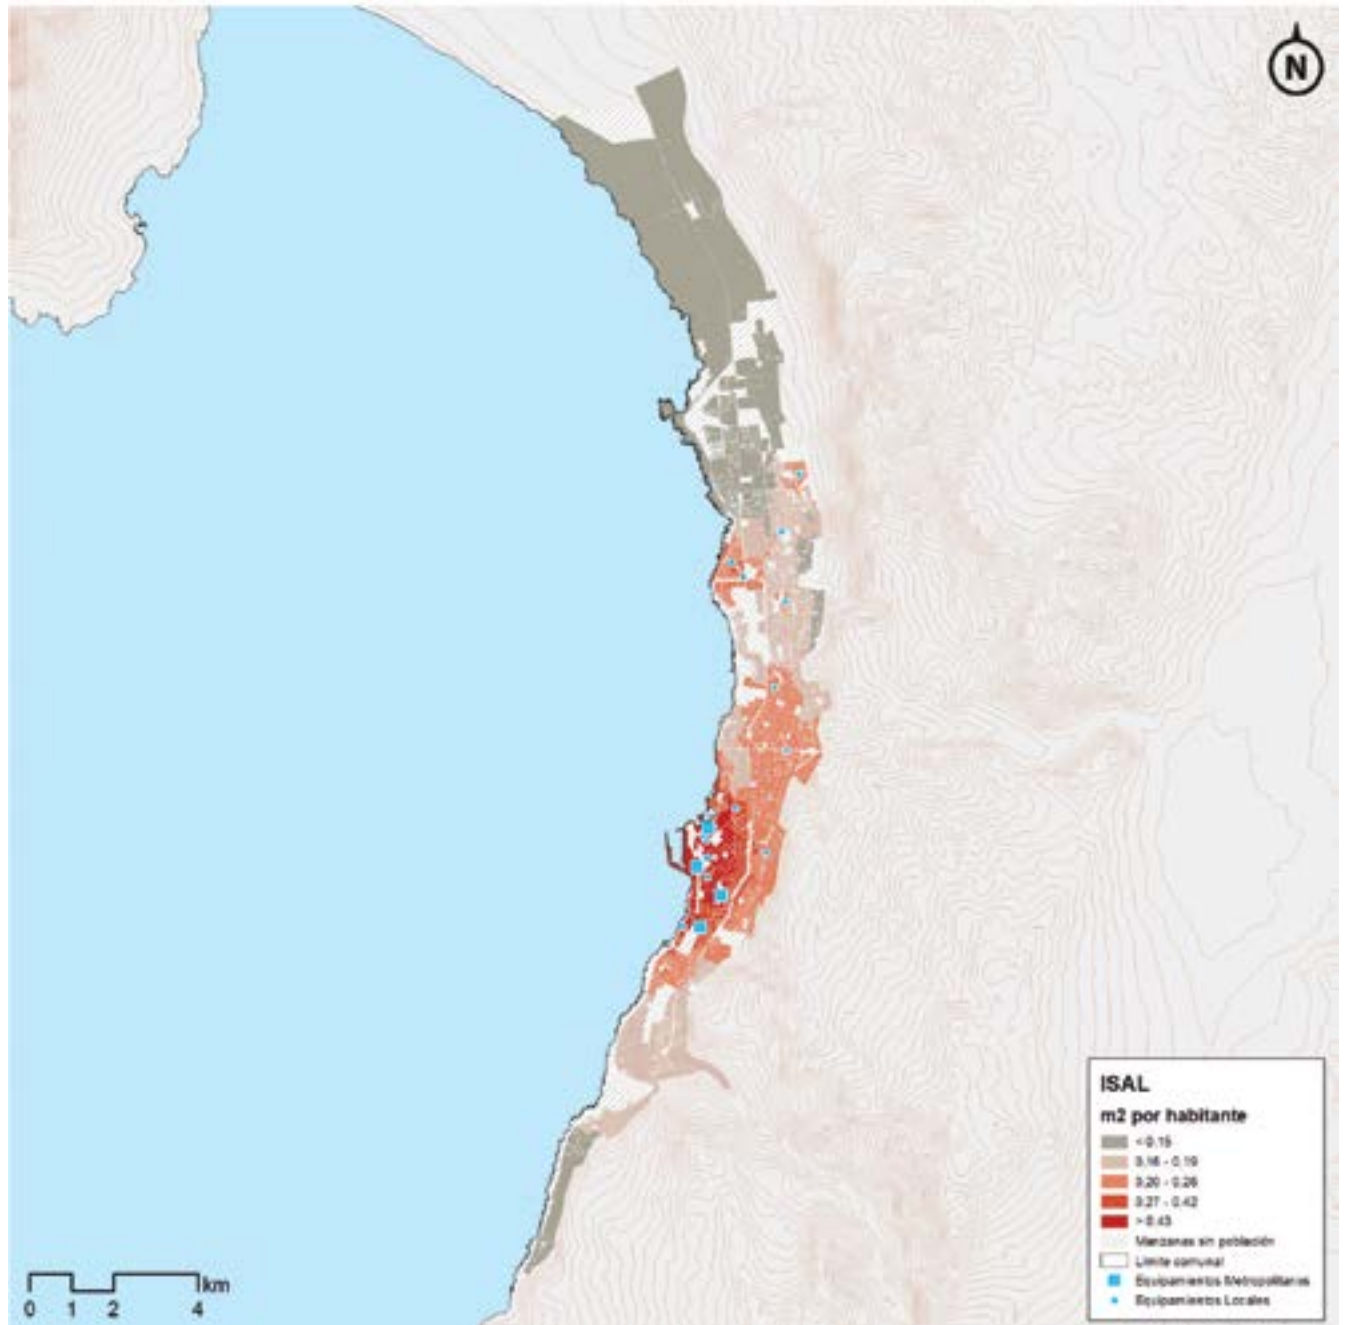 N
ISAL
m2 por habitante
< 0.15
0.16 - 0.19
0.20 - 0.26
0.27 - 0.42
> 0.43
Manzanas sin población
Límite comunal
Equipamientos Metropolitanos
Equipamientos Locales
km
0 1 2 4